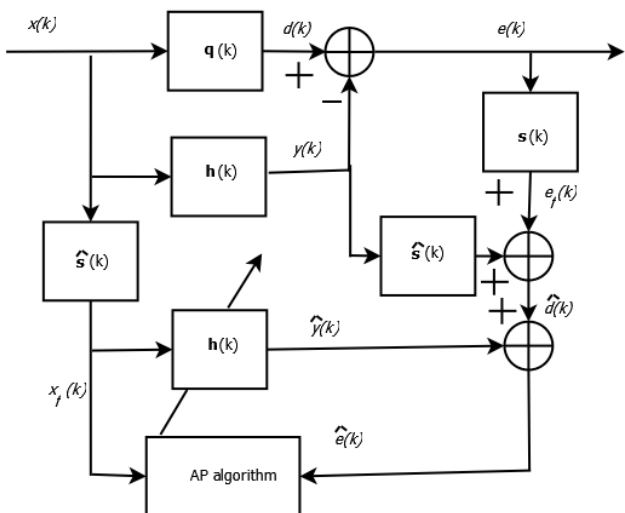 x(k)
q (k)
d(k)
e(k)
+
−
s (k)
h(k)
y(k)
+
e_f(k)
ŝ (k)
ŝ (k)
+
+
d̂(k)
h(k)
ŷ(k)
x_f (k)
ê(k)
AP algorithm